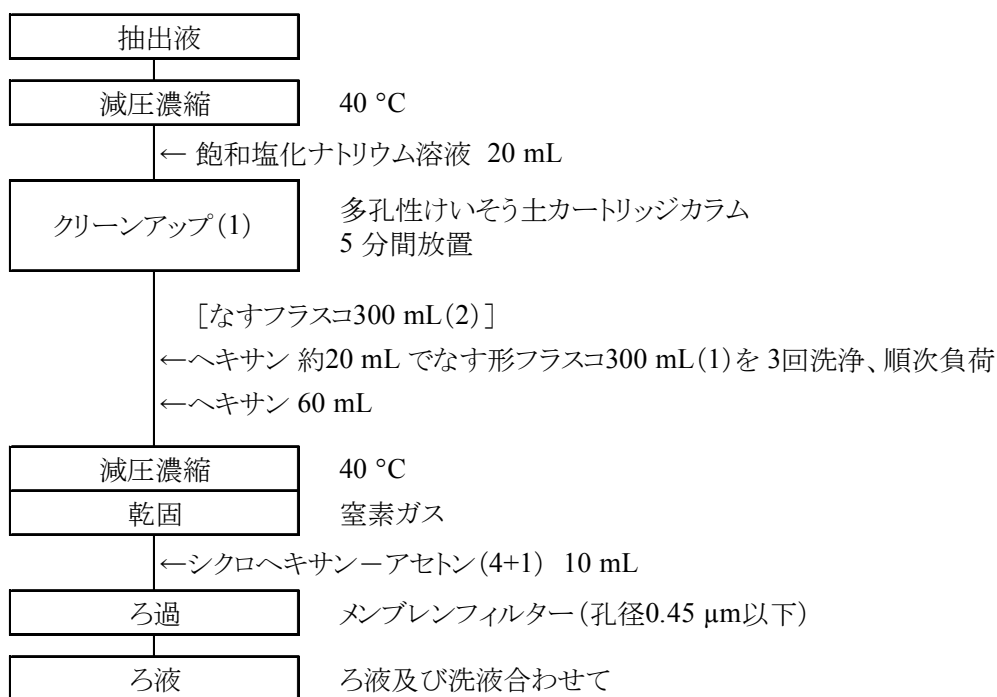 抽出液
減圧濃縮 40 °C
← 飽和塩化ナトリウム溶液 20 mL
クリーンアップ(1) 多孔性けいそう土カートリッジカラム
5 分間放置
[なすフラスコ300 mL(2)]
←ヘキサン 約20 mL でなす形フラスコ300 mL(1)を 3回洗浄、順次負荷
←ヘキサン 60 mL
減圧濃縮 40 °C
乾固 窒素ガス
←シクロヘキサン-アセトン(4+1) 10 mL
ろ過 メンブレンフィルター(孔径0.45 µm以下)
ろ液 ろ液及び洗液合わせて